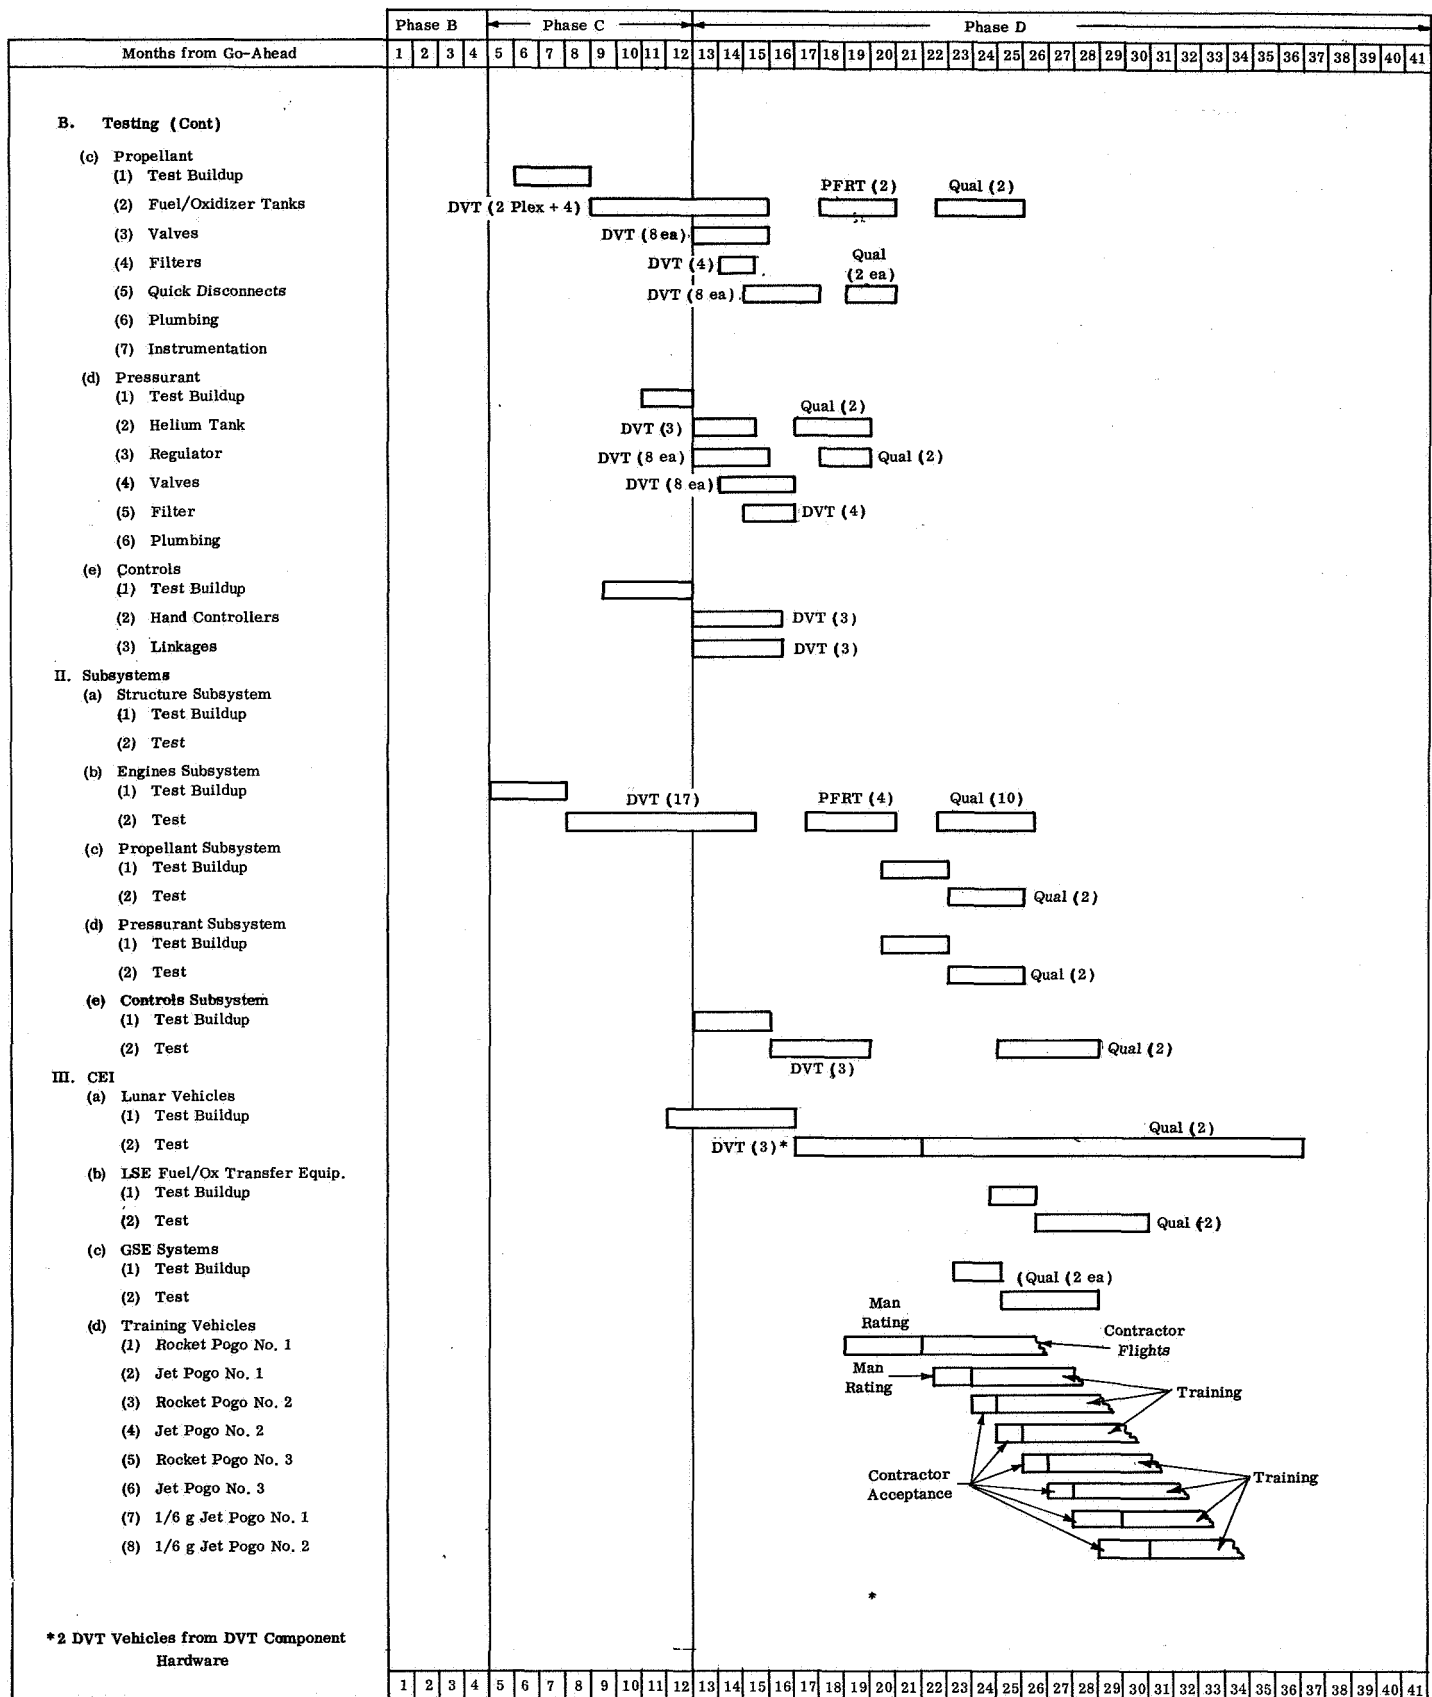 Phase B Phase C Phase D
Months from Go-Ahead 1 2 3 4 5 6 7 8 9 10 11 12 13 14 15 16 17 18 19 20 21 22 23 24 25 26 27 28 29 30 31 32 33 34 35 36 37 38 39 40 41
B. Testing (Cont)
(c) Propellant
(1) Test Buildup
PFRT (2) Qual (2)
(2) Fuel/Oxidizer Tanks DVT (2 Plex + 4)
(3) Valves DVT (8 ea)
(4) Filters DVT (4) Qual
(2 ea)
(5) Quick Disconnects DVT (8 ea)
(6) Plumbing
(7) Instrumentation
(d) Pressurant
(1) Test Buildup
Qual (2)
(2) Helium Tank DVT (3)
(3) Regulator DVT (8 ea) Qual (2)
(4) Valves DVT (8 ea)
(5) Filter DVT (4)
(6) Plumbing
(e) Controls
(1) Test Buildup
(2) Hand Controllers DVT (3)
(3) Linkages DVT (3)
II. Subsystems
(a) Structure Subsystem
(1) Test Buildup
(2) Test
(b) Engines Subsystem
(1) Test Buildup
DVT (17) PFRT (4) Qual (10)
(2) Test
(c) Propellant Subsystem
(1) Test Buildup
(2) Test Qual (2)
(d) Pressurant Subsystem
(1) Test Buildup
(2) Test Qual (2)
(e) Controls Subsystem
(1) Test Buildup
(2) Test Qual (2)
DVT (3)
III. CEI
(a) Lunar Vehicles
(1) Test Buildup
Qual (2)
(2) Test DVT (3)*
(b) LSE Fuel/Ox Transfer Equip.
(1) Test Buildup
(2) Test Qual (2)
(c) GSE Systems
(1) Test Buildup
(Qual (2 ea)
(2) Test
Man
Rating
(d) Training Vehicles
(1) Rocket Pogo No. 1 Contractor
Flights
(2) Jet Pogo No. 1 Man
Rating
Training
(3) Rocket Pogo No. 2
(4) Jet Pogo No. 2
(5) Rocket Pogo No. 3
Contractor
Acceptance
Training
(6) Jet Pogo No. 3
(7) 1/6 g Jet Pogo No. 1
(8) 1/6 g Jet Pogo No. 2
*
*2 DVT Vehicles from DVT Component
Hardware
1 2 3 4 5 6 7 8 9 10 11 12 13 14 15 16 17 18 19 20 21 22 23 24 25 26 27 28 29 30 31 32 33 34 35 36 37 38 39 40 41